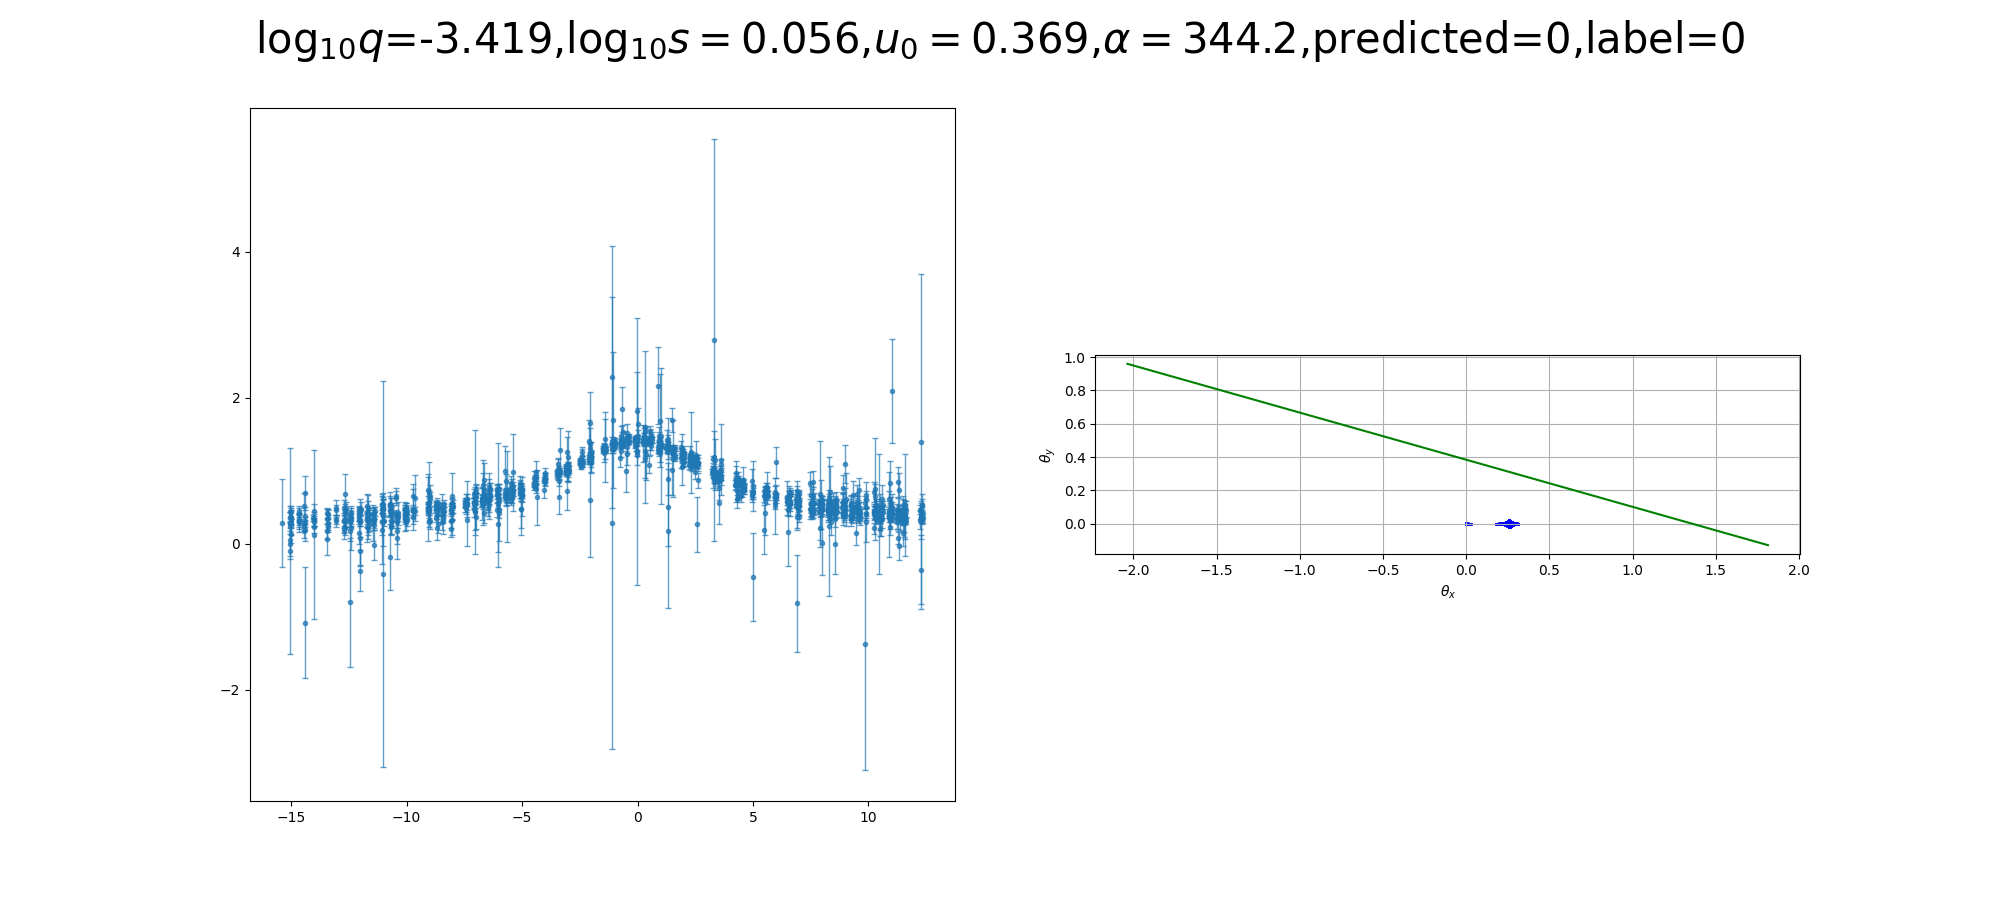 log₁₀q=-3.419,log₁₀s = 0.056,u₀ = 0.369,α = 344.2,predicted=0,label=0
4
2
0
−2
−15 −10 −5 0 5 10
1.0
0.8
0.6
0.4
0.2
0.0
θy
−2.0 −1.5 −1.0 −0.5 0.0 0.5 1.0 1.5 2.0
θx